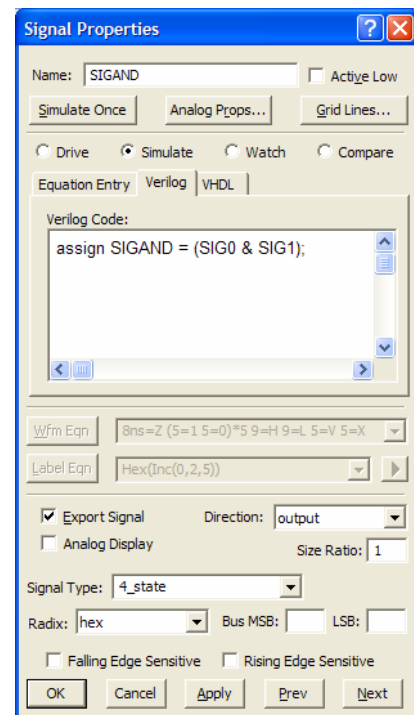 Signal Properties
Name: SIGAND Active Low
Simulate Once Analog Props... Grid Lines...
Drive Simulate Watch Compare
Equation Entry Verilog VHDL
Verilog Code:
assign SIGAND = (SIG0 & SIG1);
Wfm Eqn 8ns=Z (5=1 5=0)*5 9=H 9=L 5=V 5=X
Label Eqn Hex(Inc(0,2,5))
Export Signal Direction: output
Analog Display Size Ratio: 1
Signal Type: 4_state
Radix: hex Bus MSB: LSB:
Falling Edge Sensitive Rising Edge Sensitive
OK Cancel Apply Prev Next